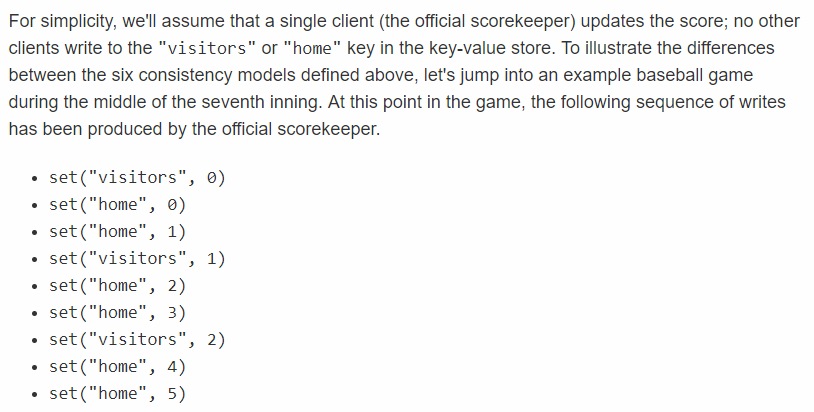 For simplicity, we'll assume that a single client (the official scorekeeper) updates the score; no other
clients write to the "visitors" or "home" key in the key-value store. To illustrate the differences
between the six consistency models defined above, let's jump into an example baseball game
during the middle of the seventh inning. At this point in the game, the following sequence of writes
has been produced by the official scorekeeper.
• set("visitors", 0)
• set("home", 0)
• set("home", 1)
• set("visitors", 1)
• set("home", 2)
• set("home", 3)
• set("visitors", 2)
• set("home", 4)
• set("home", 5)